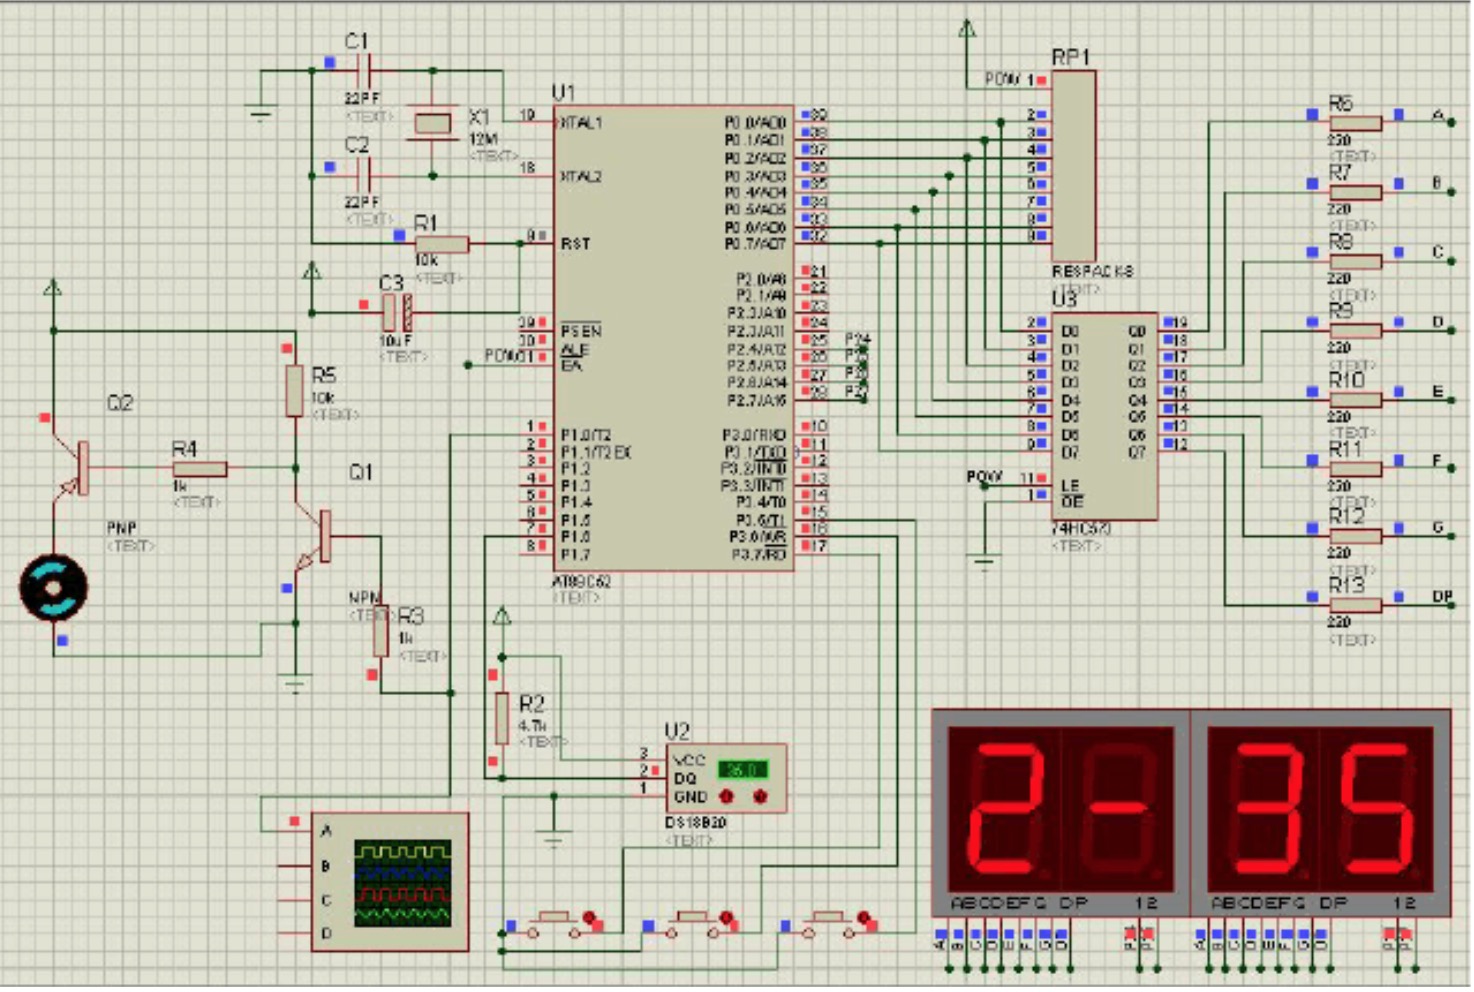 C1
22PF
<TEXT>
X1
12M
<TEXT>
C2
22PF
<TEXT>
R1
10k
<TEXT>
C3
10uF
<TEXT>
R5
10k
<TEXT>
Q2
PNP
<TEXT>
R4
1k
<TEXT>
Q1
NPN
<TEXT>
R3
1k
<TEXT>
U1
19 XTAL1
18 XTAL2
9 RST
29 PSEN
30 ALE
31 EA
1 P1.0/T2
2 P1.1/T2EX
3 P1.2
4 P1.3
5 P1.4
6 P1.5
7 P1.6
8 P1.7
P0.0/AD0 39
P0.1/AD1 38
P0.2/AD2 37
P0.3/AD3 36
P0.4/AD4 35
P0.5/AD5 34
P0.6/AD6 33
P0.7/AD7 32
P2.0/A8 21
P2.1/A9 22
P2.2/A10 23
P2.3/A11 24
P2.4/A12 25
P2.5/A13 26
P2.6/A14 27
P2.7/A15 28
P3.0/RXD 10
P3.1/TXD 11
P3.2/INT0 12
P3.3/INT1 13
P3.4/T0 14
P3.5/T1 15
P3.6/WR 16
P3.7/RD 17
AT89C52
<TEXT>
RP1
POW 1
2
3
4
5
6
7
8
9
RESPACK-8
<TEXT>
U3
2 D0 Q0 19
3 D1 Q1 18
4 D2 Q2 17
5 D3 Q3 16
6 D4 Q4 15
7 D5 Q5 14
8 D6 Q6 13
9 D7 Q7 12
POW 11 LE
1 OE
74HC573
<TEXT>
R6 A
220
<TEXT>
R7 B
220
<TEXT>
R8 C
220
<TEXT>
R9 D
220
<TEXT>
R10 E
220
<TEXT>
R11 F
220
<TEXT>
R12 G
220
<TEXT>
R13 DP
220
<TEXT>
R2
4.7k
<TEXT>
U2
3 VCC
2 DQ
1 GND
DS18B20
<TEXT>
A
B
C
D
2-35
ABCDEFG DP 12
ABCDEFG DP 12